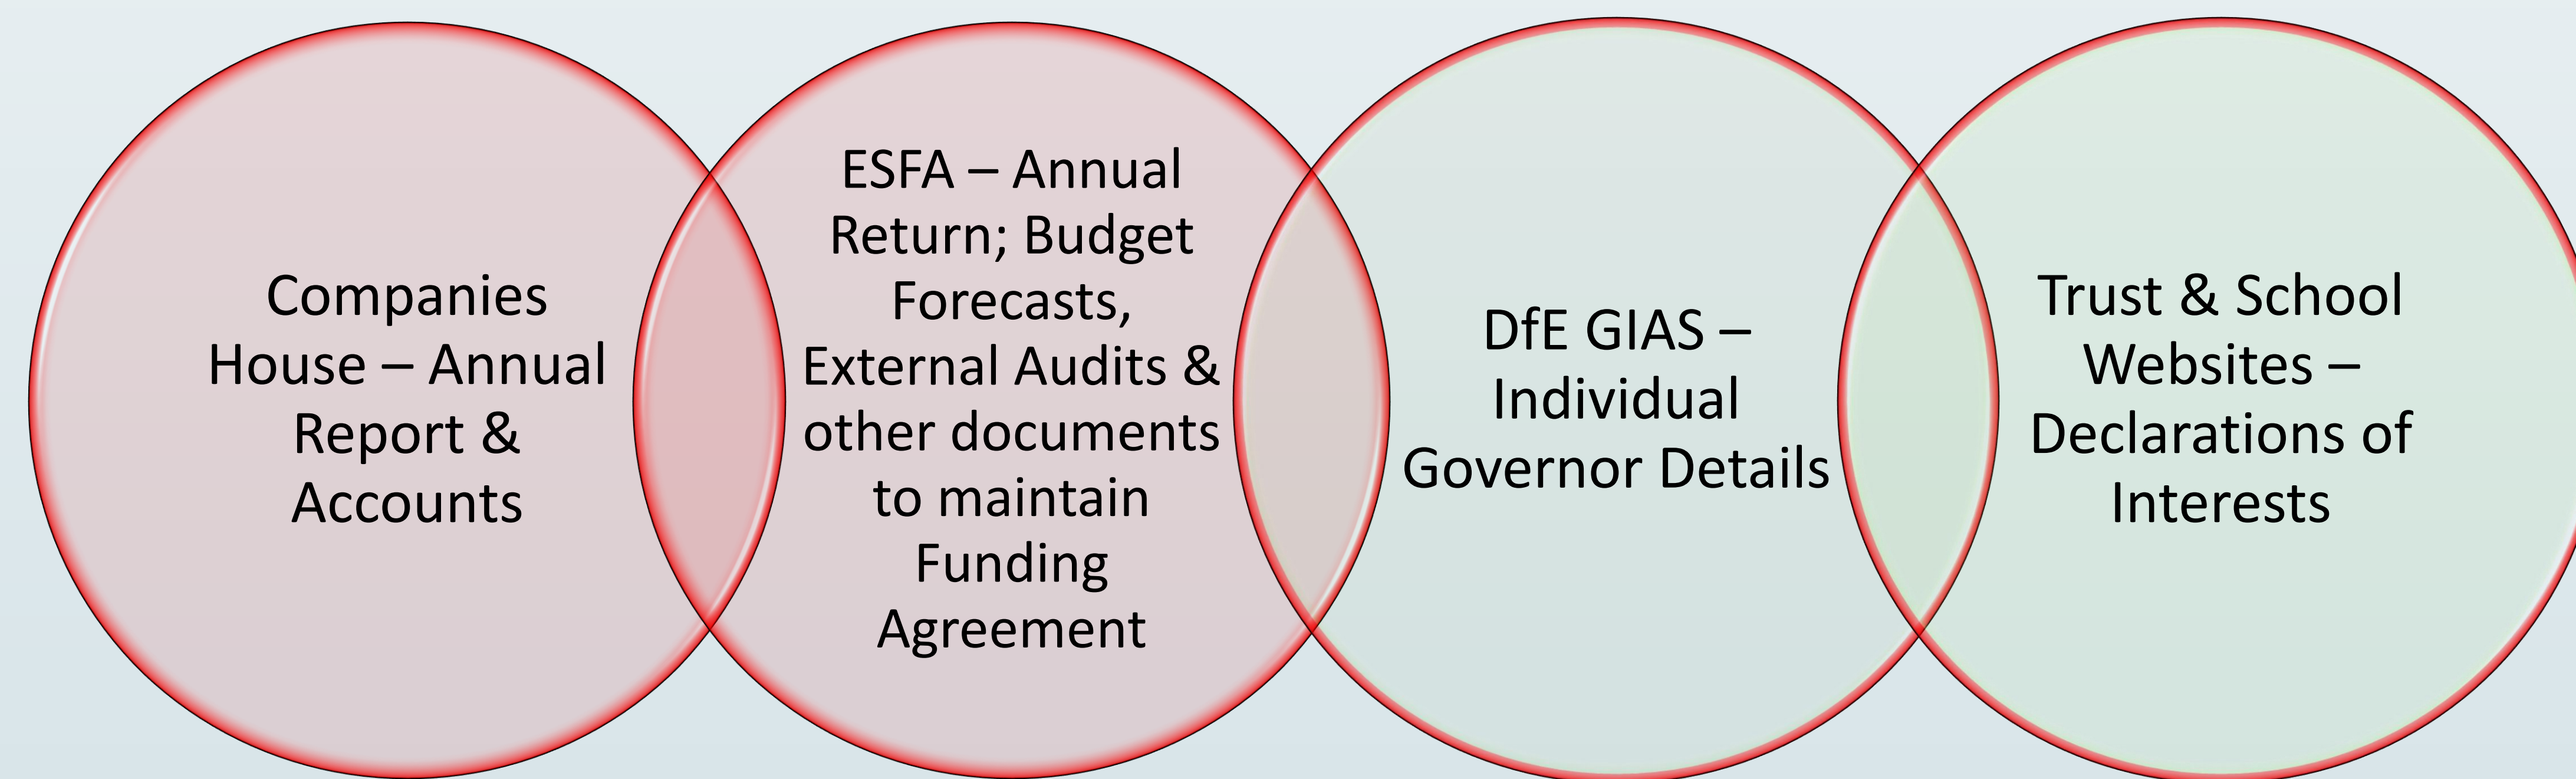 Companies
House – Annual
Report &
Accounts
ESFA – Annual
Return; Budget
Forecasts,
External Audits &
other documents
to maintain
Funding
Agreement
DfE GIAS –
Individual
Governor Details
Trust & School
Websites –
Declarations of
Interests